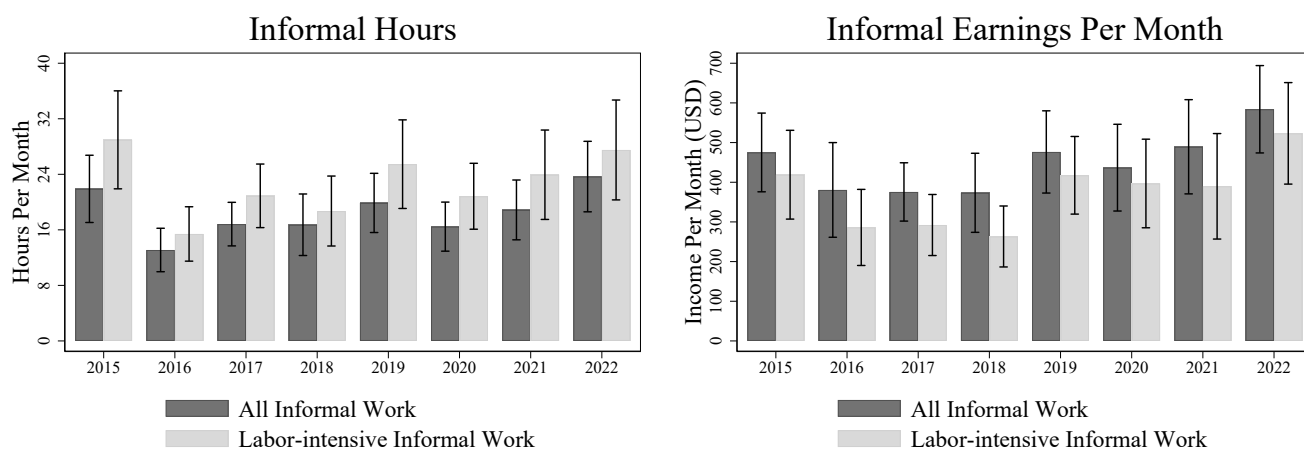 Informal Hours
Hours Per Month
40
32
24
16
8
0
2015 2016 2017 2018 2019 2020 2021 2022
All Informal Work
Labor-intensive Informal Work
Informal Earnings Per Month
Income Per Month (USD)
700
600
500
400
300
200
100
0
2015 2016 2017 2018 2019 2020 2021 2022
All Informal Work
Labor-intensive Informal Work